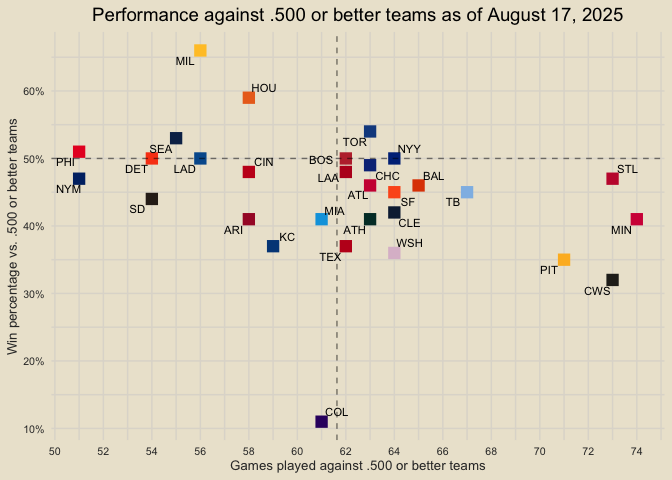 Performance against .500 or better teams as of August 17, 2025
Win percentage vs. .500 or better teams
60%
50%
40%
30%
20%
10%
MIL
HOU
TOR
SEA
BOS
NYY
PHI
DET
LAD
CIN
LAA
CHC
BAL
STL
NYM
ATL
SF
TB
SD
MIA
ARI
ATH
CLE
MIN
KC
TEX
WSH
PIT
CWS
COL
50 52 54 56 58 60 62 64 66 68 70 72 74
Games played against .500 or better teams